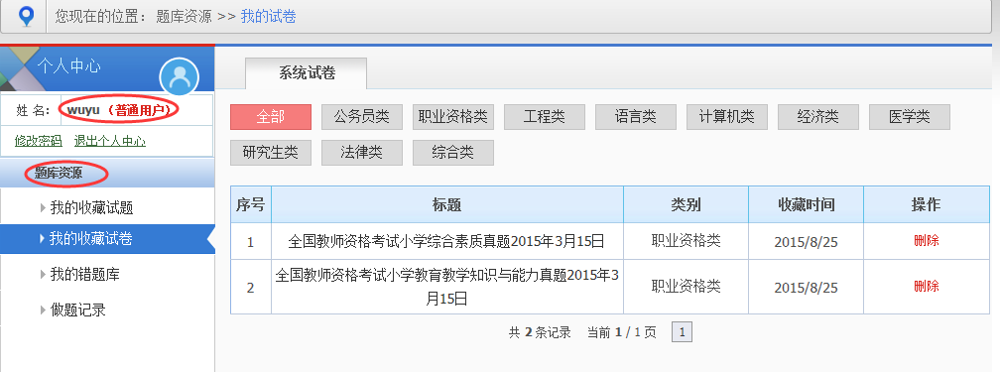 您现在的位置： 题库资源 >> 我的试卷
个人中心
姓 名： wuyu （普通用户）
修改密码 退出个人中心
题库资源
我的收藏试题
我的收藏试卷
我的错题库
做题记录
系统试卷
全部 公务员类 职业资格类 工程类 语言类 计算机类 经济类 医学类
研究生类 法律类 综合类
序号 标题 类别 收藏时间 操作
1 全国教师资格考试小学综合素质真题2015年3月15日 职业资格类 2015/8/25 删除
2 全国教师资格考试小学教育教学知识与能力真题2015年3
月15日 职业资格类 2015/8/25 删除
共 2 条记录 当前 1 / 1 页 1